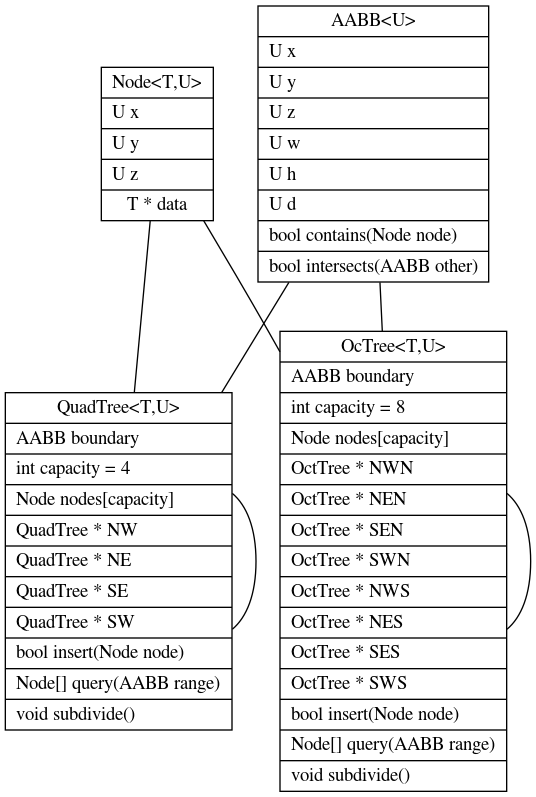 AABB<U>
U x
U y
U z
U w
U h
U d
bool contains(Node node)
bool intersects(AABB other)
Node<T,U>
U x
U y
U z
T * data
QuadTree<T,U>
AABB boundary
int capacity = 4
Node nodes[capacity]
QuadTree * NW
QuadTree * NE
QuadTree * SE
QuadTree * SW
bool insert(Node node)
Node[] query(AABB range)
void subdivide()
OcTree<T,U>
AABB boundary
int capacity = 8
Node nodes[capacity]
OctTree * NWN
OctTree * NEN
OctTree * SEN
OctTree * SWN
OctTree * NWS
OctTree * NES
OctTree * SES
OctTree * SWS
bool insert(Node node)
Node[] query(AABB range)
void subdivide()